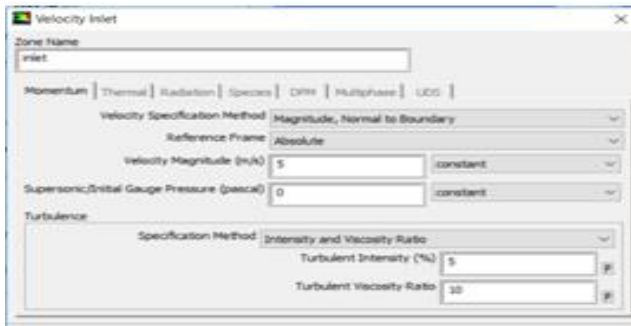 Velocity Inlet
Zone Name
inlet
Momentum Thermal Radiation Species DPM Multiphase UDS
Velocity Specification Method Magnitude, Normal to Boundary
Reference Frame Absolute
Velocity Magnitude (m/s) 5 constant
Supersonic/Initial Gauge Pressure (pascal) 0 constant
Turbulence
Specification Method Intensity and Viscosity Ratio
Turbulent Intensity (%) 5 P
Turbulent Viscosity Ratio 10 P